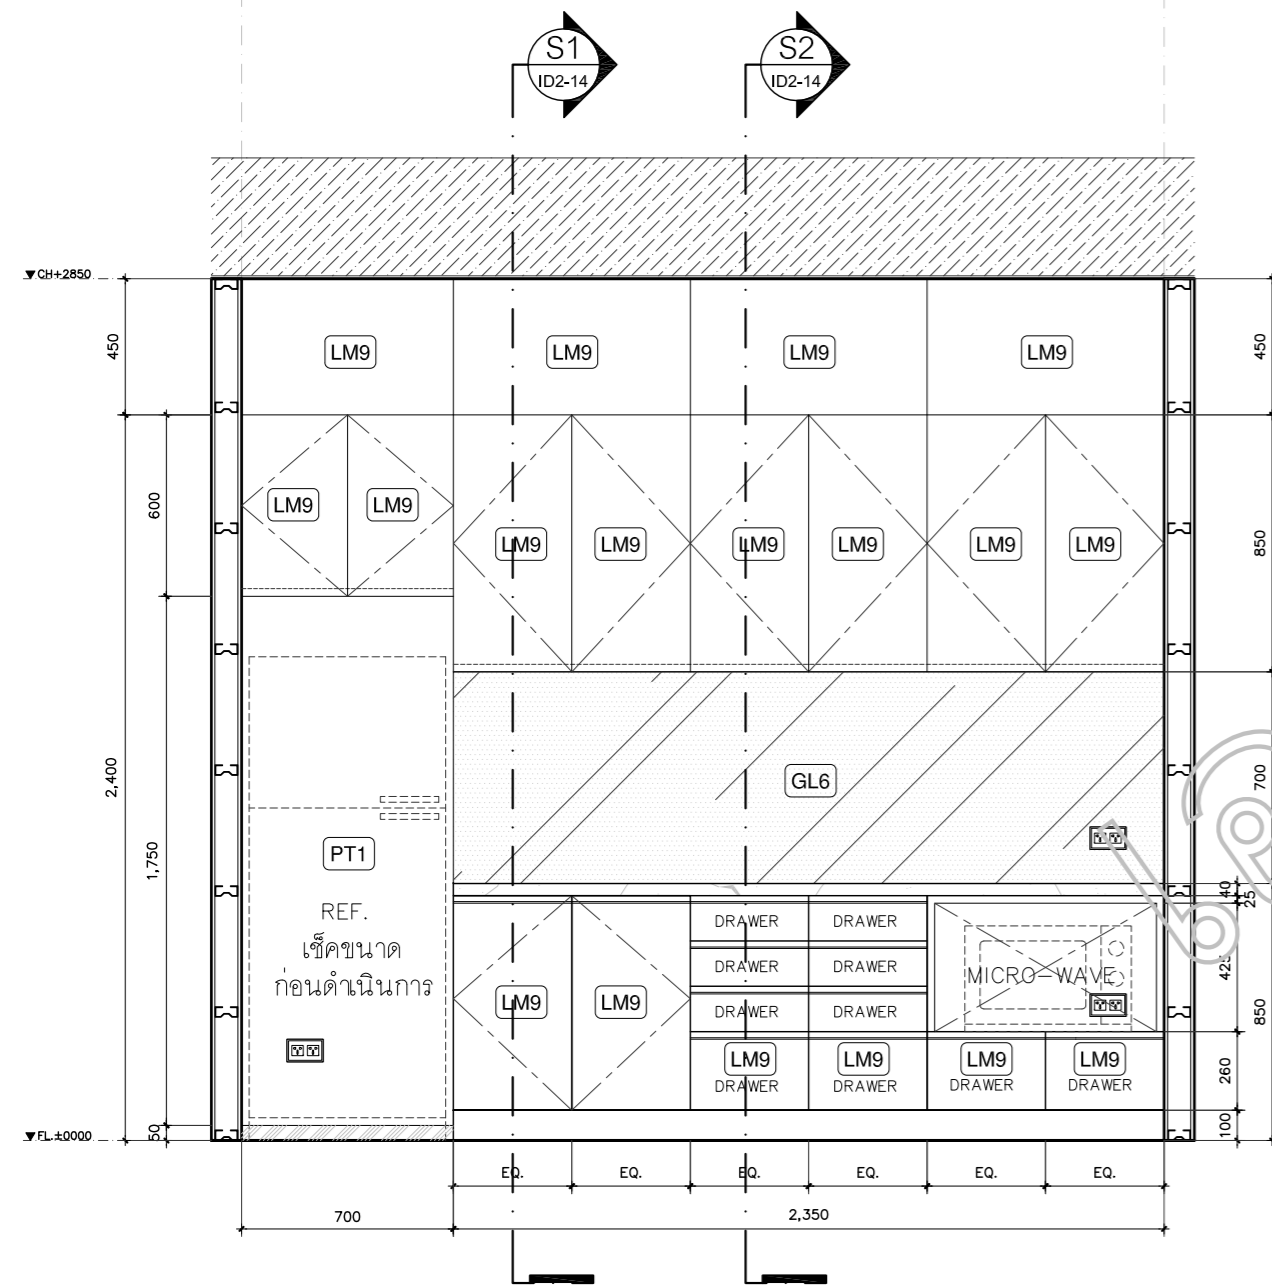 S1
ID2-14
S2
ID2-14
CH+2850
450
LM9
LM9
LM9
LM9
450
600
LM9
LM9
LM9
LM9
LM9
LM9
LM9
LM9
850
2,400
GL6
700
1,750
PT1
REF.
เช็คขนาด
ก่อนดำเนินการ
40
25
DRAWER
DRAWER
DRAWER
DRAWER
MICRO-WAVE
425
LM9
LM9
DRAWER
DRAWER
850
LM9
LM9
LM9
LM9
DRAWER
DRAWER
DRAWER
DRAWER
260
FL.±0000
50
100
EQ.
EQ.
EQ.
EQ.
EQ.
EQ.
700
2,350